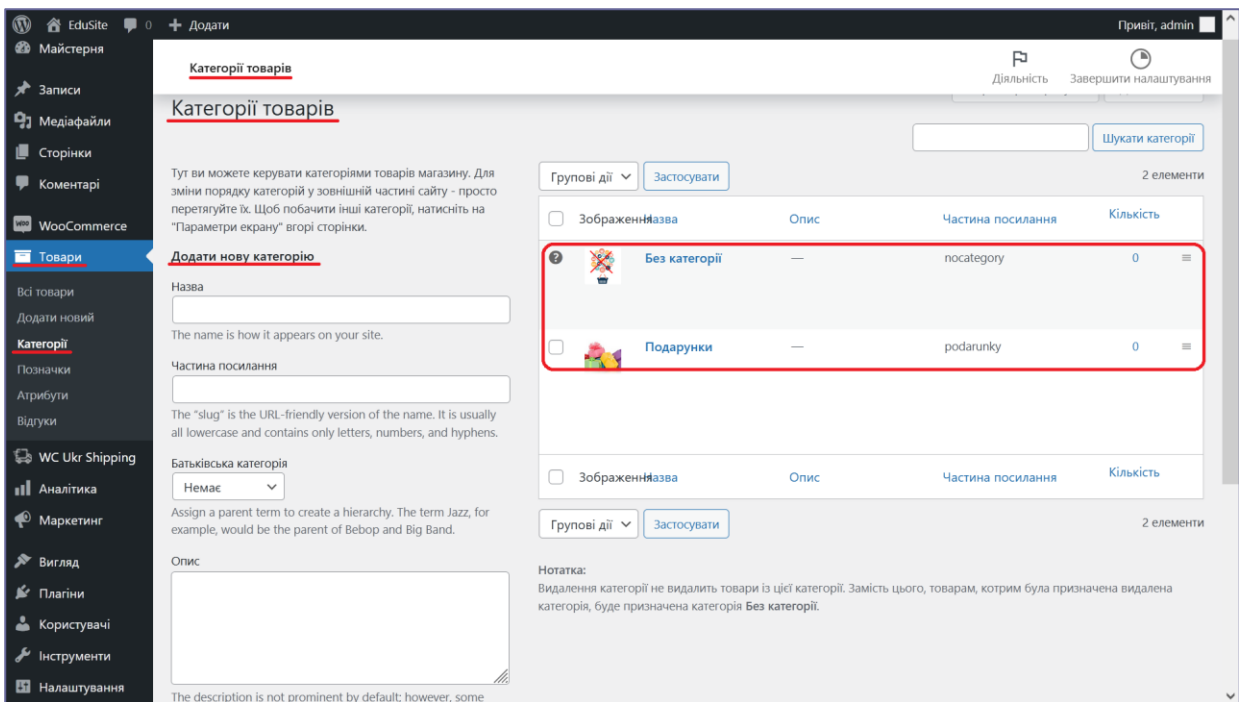 EduSite 0 Додати Привіт, admin
Майстерня
Записи
Медіафайли
Сторінки
Коментарі
WooCommerce
Товари
Всі товари
Додати новий
Категорії
Позначки
Атрибути
Відгуки
WC Ukr Shipping
Аналітика
Маркетинг
Вигляд
Плагіни
Користувачі
Інструменти
Налаштування
Категорії товарів
Діяльність Завершити налаштування
Категорії товарів
Шукати категорії
Тут ви можете керувати категоріями товарів магазину. Для
зміни порядку категорій у зовнішній частині сайту - просто
перетягуйте їх. Щоб побачити інші категорії, натисніть на
"Параметри екрану" вгорі сторінки.
Додати нову категорію
Назва
The name is how it appears on your site.
Частина посилання
The "slug" is the URL-friendly version of the name. It is usually
all lowercase and contains only letters, numbers, and hyphens.
Батьківська категорія
Немає
Assign a parent term to create a hierarchy. The term Jazz, for
example, would be the parent of Bebop and Big Band.
Опис
The description is not prominent by default; however, some
Групові дії Застосувати 2 елементи
Зображення Назва Опис Частина посилання Кількість
Без категорії — nocategory 0
Подарунки — podarunky 0
Зображення Назва Опис Частина посилання Кількість
Групові дії Застосувати 2 елементи
Нотатка:
Видалення категорії не видалить товари із цієї категорії. Замість цього, товарам, котрим була призначена видалена
категорія, буде призначена категорія Без категорії.